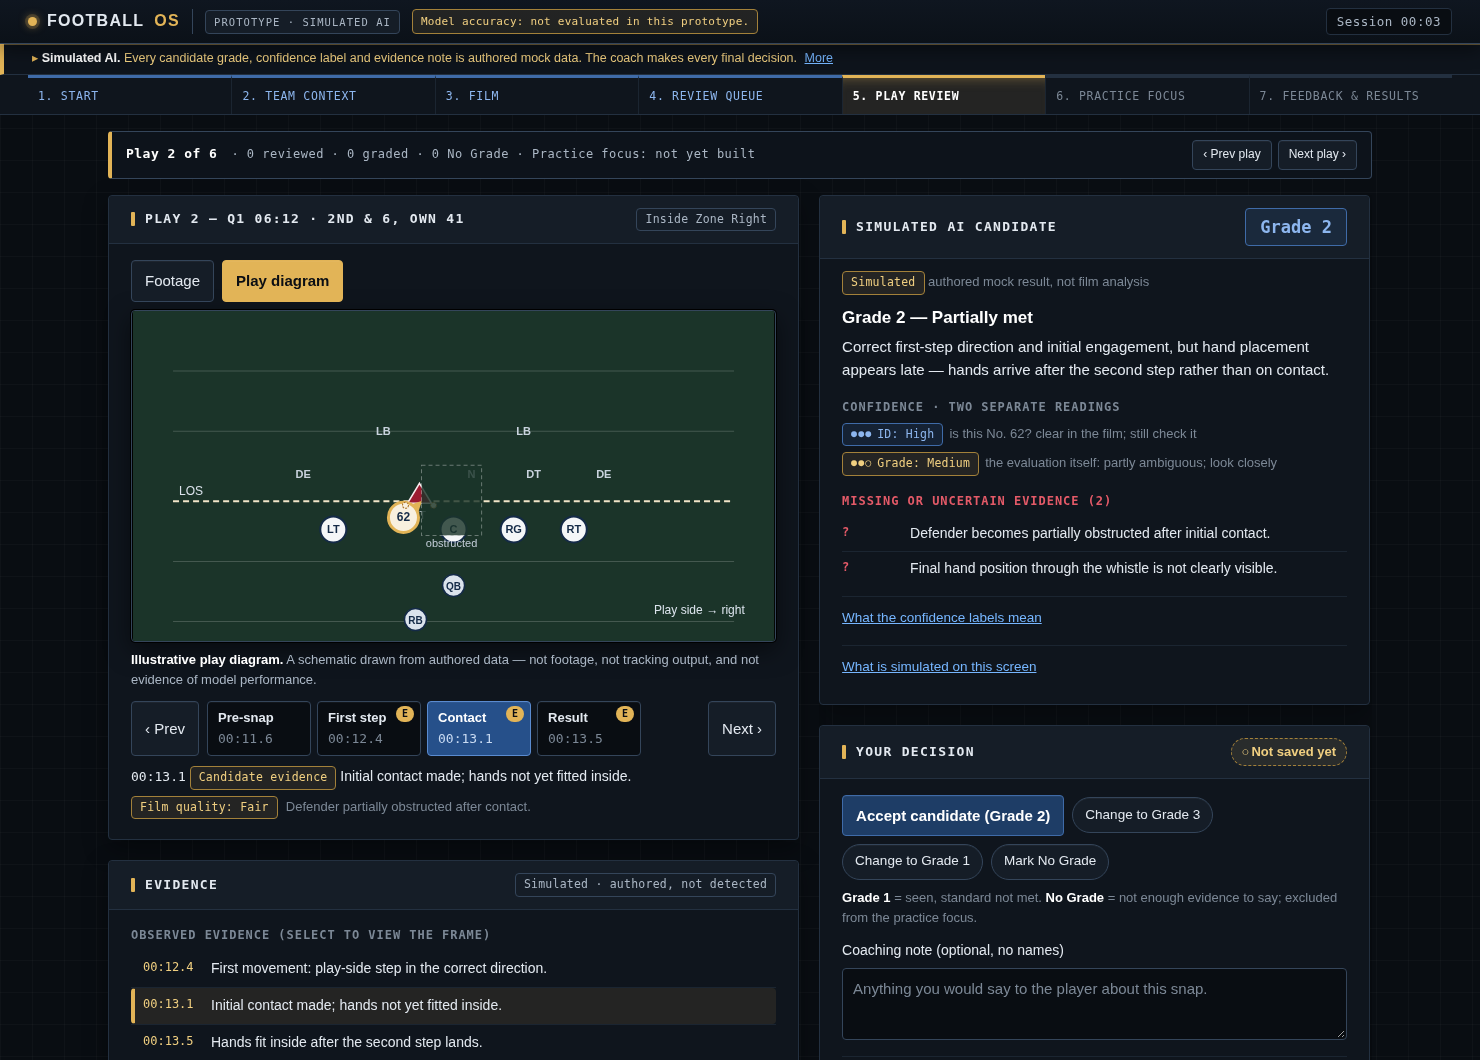 FOOTBALL OS
PROTOTYPE · SIMULATED AI
Model accuracy: not evaluated in this prototype.
Session 00:03
▸ Simulated AI. Every candidate grade, confidence label and evidence note is authored mock data. The coach makes every final decision. More
1. START
2. TEAM CONTEXT
3. FILM
4. REVIEW QUEUE
5. PLAY REVIEW
6. PRACTICE FOCUS
7. FEEDBACK & RESULTS
Play 2 of 6 · 0 reviewed · 0 graded · 0 No Grade · Practice focus: not yet built
‹ Prev play
Next play ›
PLAY 2 — Q1 06:12 · 2ND & 6, OWN 41
Inside Zone Right
Footage
Play diagram
LB
LB
DE
N
DT
DE
LOS
LT
62
C
RG
RT
obstructed
QB
RB
Play side → right
Illustrative play diagram. A schematic drawn from authored data — not footage, not tracking output, and not
evidence of model performance.
‹ Prev
Pre-snap
00:11.6
First step E
00:12.4
Contact E
00:13.1
Result E
00:13.5
Next ›
00:13.1 Candidate evidence Initial contact made; hands not yet fitted inside.
Film quality: Fair Defender partially obstructed after contact.
EVIDENCE
Simulated · authored, not detected
OBSERVED EVIDENCE (SELECT TO VIEW THE FRAME)
00:12.4 First movement: play-side step in the correct direction.
00:13.1 Initial contact made; hands not yet fitted inside.
00:13.5 Hands fit inside after the second step lands.
SIMULATED AI CANDIDATE
Grade 2
Simulated authored mock result, not film analysis
Grade 2 — Partially met
Correct first-step direction and initial engagement, but hand placement
appears late — hands arrive after the second step rather than on contact.
CONFIDENCE · TWO SEPARATE READINGS
●●● ID: High is this No. 62? clear in the film; still check it
●●○ Grade: Medium the evaluation itself: partly ambiguous; look closely
MISSING OR UNCERTAIN EVIDENCE (2)
? Defender becomes partially obstructed after initial contact.
? Final hand position through the whistle is not clearly visible.
What the confidence labels mean
What is simulated on this screen
YOUR DECISION
○ Not saved yet
Accept candidate (Grade 2)
Change to Grade 3
Change to Grade 1
Mark No Grade
Grade 1 = seen, standard not met. No Grade = not enough evidence to say; excluded
from the practice focus.
Coaching note (optional, no names)
Anything you would say to the player about this snap.